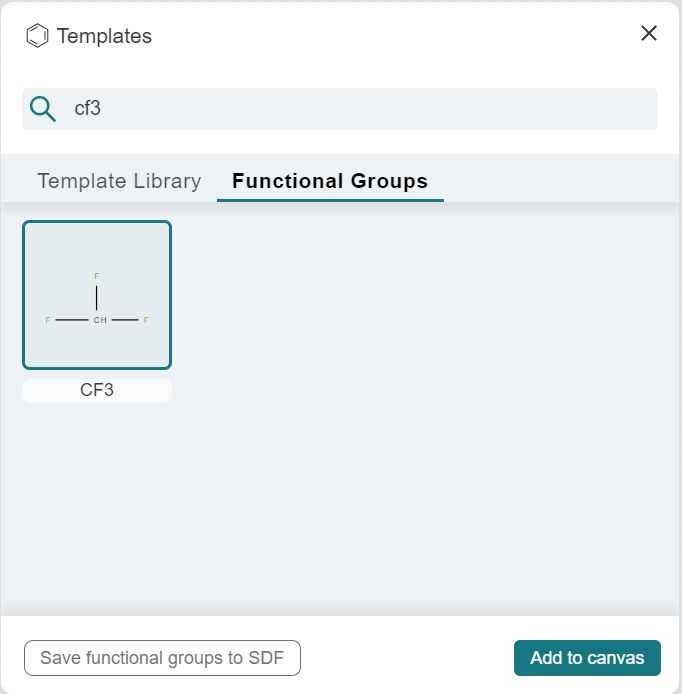 Templates
cf3
Template Library Functional Groups
F
F CH F
CF3
Save functional groups to SDF Add to canvas